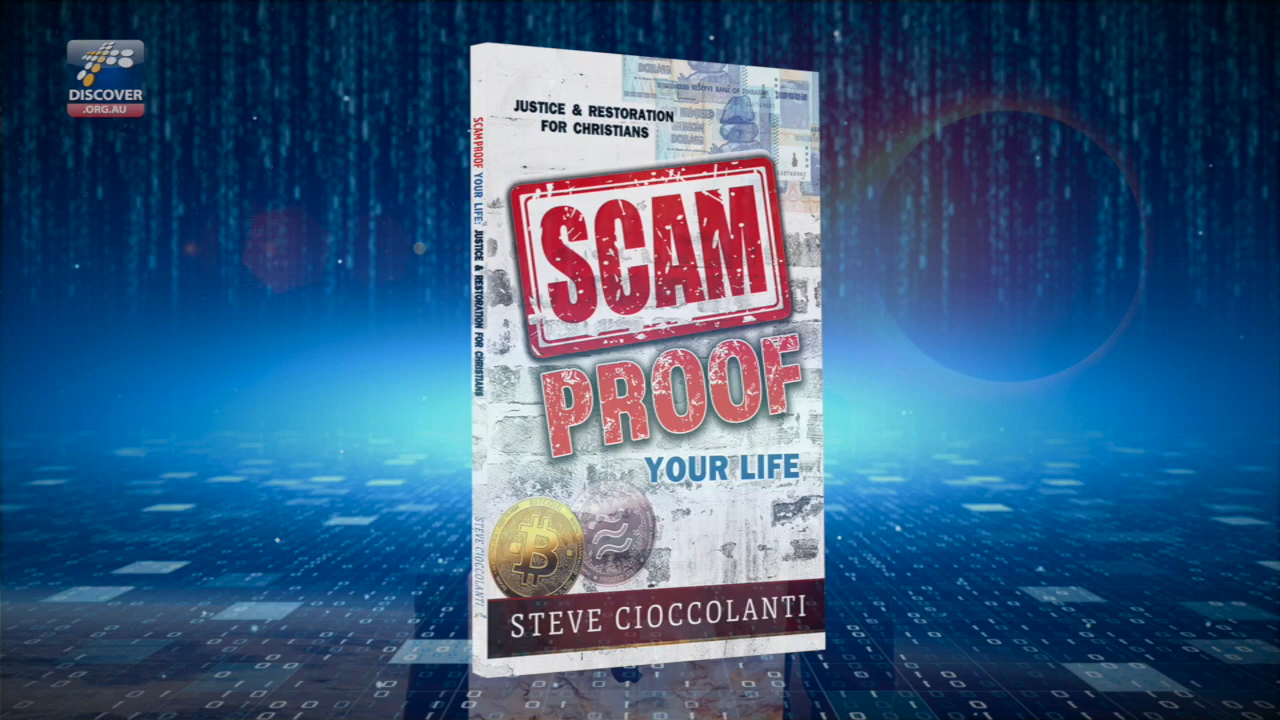 DISCOVER
.ORG.AU
JUSTICE & RESTORATION
FOR CHRISTIANS
SCAM
PROOF
YOUR LIFE
STEVE CIOCCOLANTI
SCAMPROOF YOUR LIFE: JUSTICE & RESTORATION FOR CHRISTIANS
STEVE CIOCCOLANTI